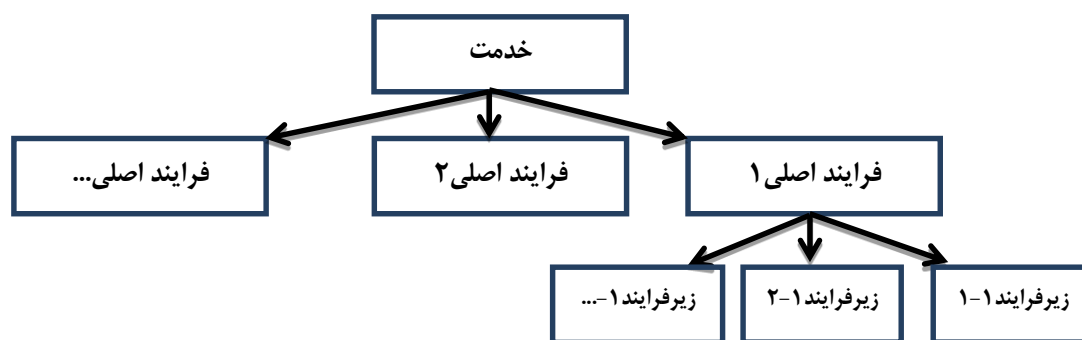 خدمت
فرایند اصلی۱
فرایند اصلی۲
فرایند اصلی...
زیرفرایند۱-۱
زیرفرایند۱-۲
زیرفرایند۱-...